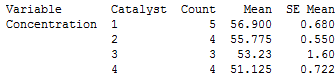 Variable Catalyst Count Mean SE Mean
Concentration 1 5 56.900 0.680
2 4 55.775 0.550
3 3 53.23 1.60
4 4 51.125 0.722